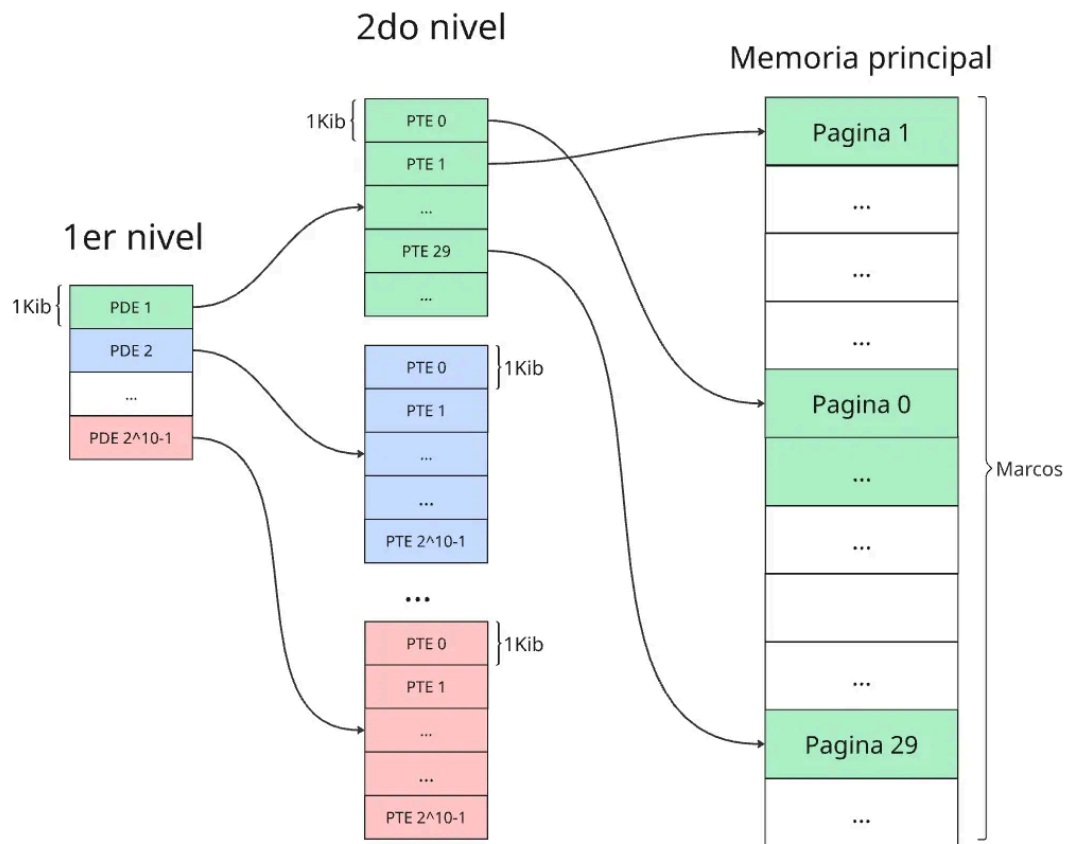 2do nivel
Memoria principal
1er nivel
1Kib
PDE 1
PDE 2
...
PDE 2^10-1
1Kib
PTE 0
PTE 1
...
PTE 29
...
PTE 0
1Kib
PTE 1
...
...
PTE 2^10-1
...
PTE 0
1Kib
PTE 1
...
...
PTE 2^10-1
Pagina 1
...
...
...
Pagina 0
...
...
...
Pagina 29
...
Marcos